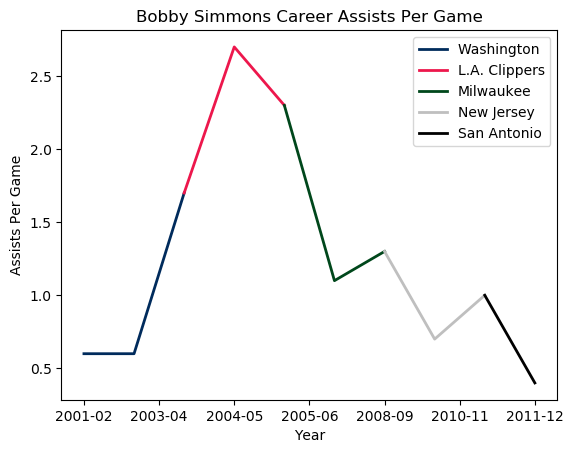 Bobby Simmons Career Assists Per Game
Washington
L.A. Clippers
Milwaukee
New Jersey
San Antonio
Assists Per Game
2.5
2.0
1.5
1.0
0.5
2001-02 2003-04 2004-05 2005-06 2008-09 2010-11 2011-12
Year